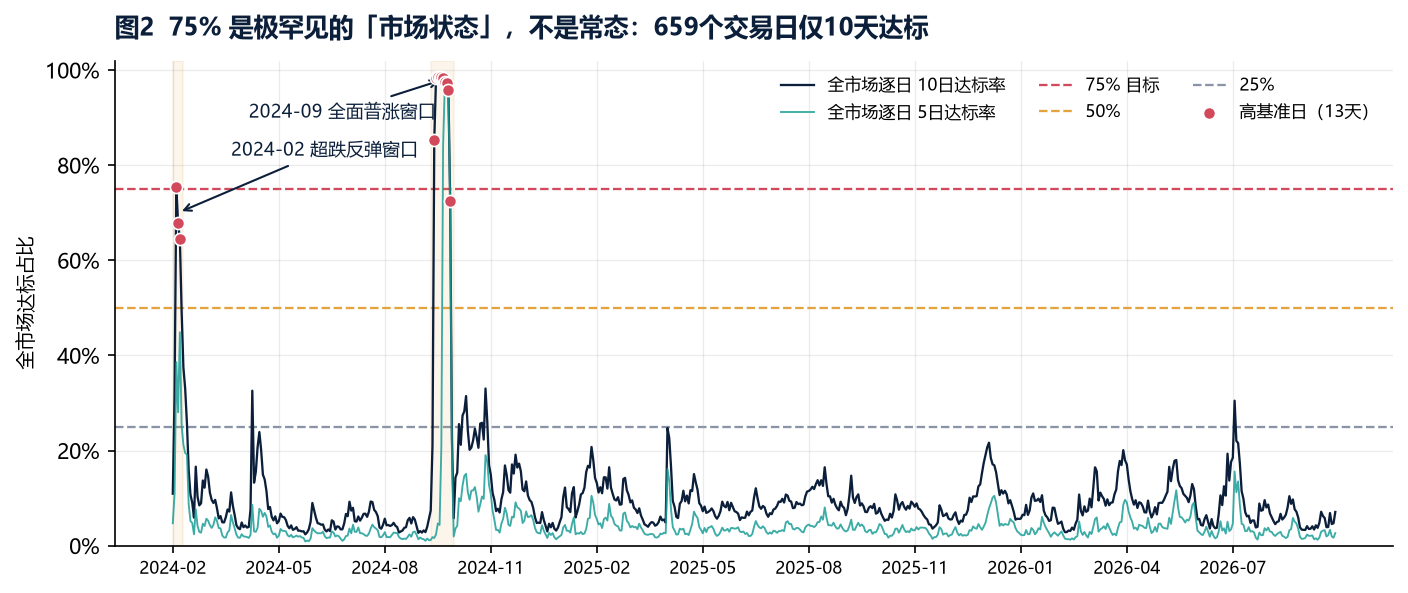 图2  75% 是极罕见的「市场状态」，不是常态：659个交易日仅10天达标
100%
80%
60%
40%
20%
0%
全市场达标占比
2024-09 全面普涨窗口
2024-02 超跌反弹窗口
全市场逐日 10日达标率
全市场逐日 5日达标率
75% 目标
50%
25%
高基准日（13天）
2024-02
2024-05
2024-08
2024-11
2025-02
2025-05
2025-08
2025-11
2026-01
2026-04
2026-07